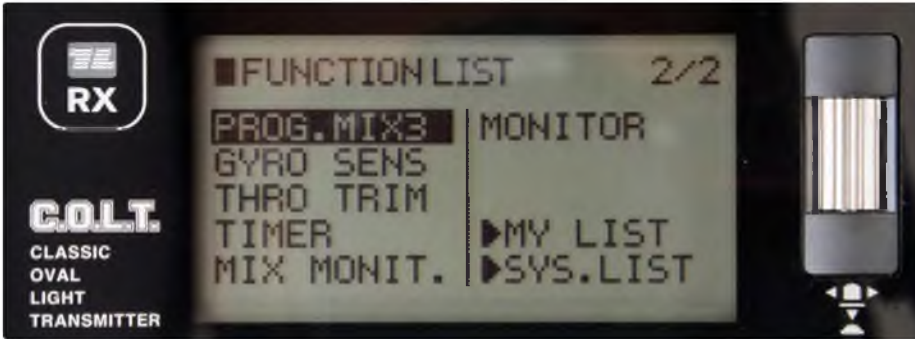 RX
C.O.L.T.
CLASSIC
OVAL
LIGHT
TRANSMITTER
FUNCTION LIST 2/2
PROG.MIX3
GYRO SENS
THRO TRIM
TIMER
MIX MONIT.
MONITOR
MY LIST
SYS.LIST